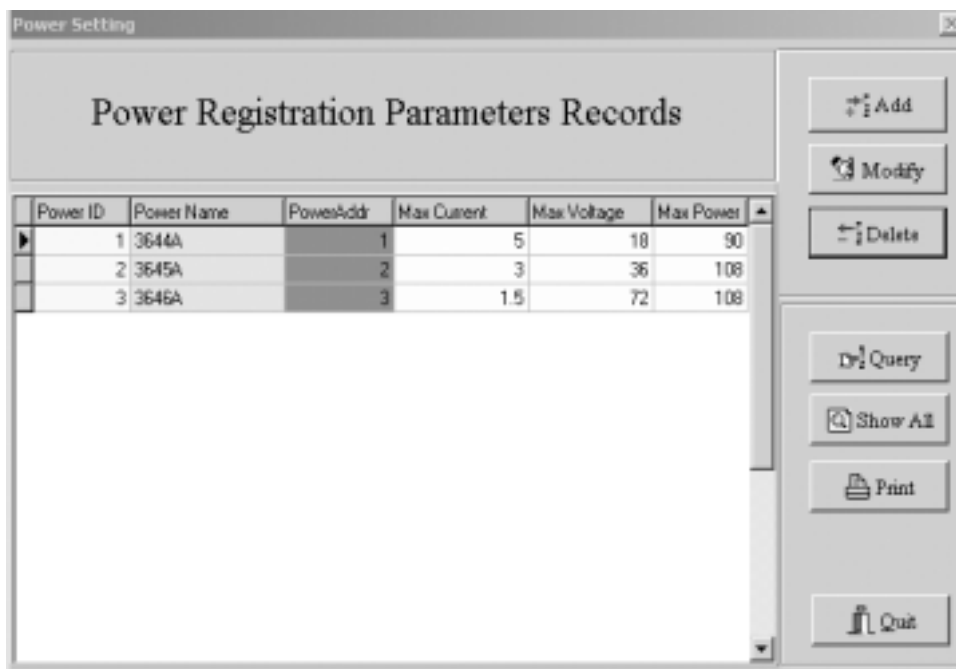 Power Setting
Power Registration Parameters Records
Power ID Power Name PowerAddr Max Current Max Voltage Max Power
1 3644A 1 5 18 90
2 3645A 2 3 36 108
3 3646A 3 1.5 72 108
Add
Modify
Delete
Query
Show All
Print
Quit